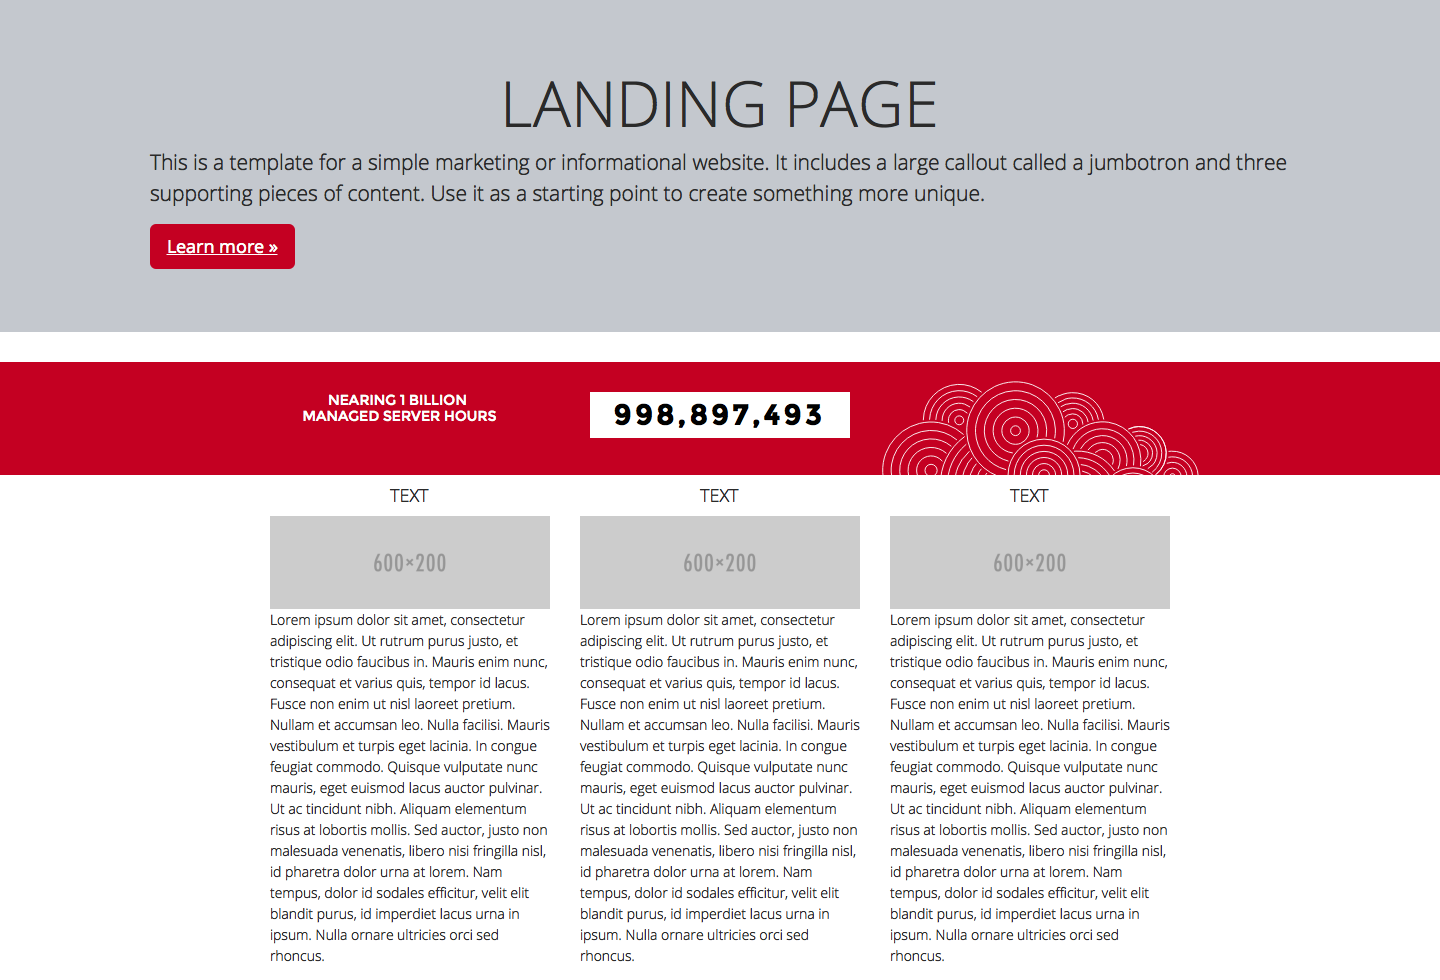 LANDING PAGE
This is a template for a simple marketing or informational website. It includes a large callout called a jumbotron and three
supporting pieces of content. Use it as a starting point to create something more unique.
Learn more »
NEARING 1 BILLION
MANAGED SERVER HOURS
998,897,493
TEXT
600×200
Lorem ipsum dolor sit amet, consectetur
adipiscing elit. Ut rutrum purus justo, et
tristique odio faucibus in. Mauris enim nunc,
consequat et varius quis, tempor id lacus.
Fusce non enim ut nisl laoreet pretium.
Nullam et accumsan leo. Nulla facilisi. Mauris
vestibulum et turpis eget lacinia. In congue
feugiat commodo. Quisque vulputate nunc
mauris, eget euismod lacus auctor pulvinar.
Ut ac tincidunt nibh. Aliquam elementum
risus at lobortis mollis. Sed auctor, justo non
malesuada venenatis, libero nisi fringilla nisl,
id pharetra dolor urna at lorem. Nam
tempus, dolor id sodales efficitur, velit elit
blandit purus, id imperdiet lacus urna in
ipsum. Nulla ornare ultricies orci sed
rhoncus.
TEXT
600×200
Lorem ipsum dolor sit amet, consectetur
adipiscing elit. Ut rutrum purus justo, et
tristique odio faucibus in. Mauris enim nunc,
consequat et varius quis, tempor id lacus.
Fusce non enim ut nisl laoreet pretium.
Nullam et accumsan leo. Nulla facilisi. Mauris
vestibulum et turpis eget lacinia. In congue
feugiat commodo. Quisque vulputate nunc
mauris, eget euismod lacus auctor pulvinar.
Ut ac tincidunt nibh. Aliquam elementum
risus at lobortis mollis. Sed auctor, justo non
malesuada venenatis, libero nisi fringilla nisl,
id pharetra dolor urna at lorem. Nam
tempus, dolor id sodales efficitur, velit elit
blandit purus, id imperdiet lacus urna in
ipsum. Nulla ornare ultricies orci sed
rhoncus.
TEXT
600×200
Lorem ipsum dolor sit amet, consectetur
adipiscing elit. Ut rutrum purus justo, et
tristique odio faucibus in. Mauris enim nunc,
consequat et varius quis, tempor id lacus.
Fusce non enim ut nisl laoreet pretium.
Nullam et accumsan leo. Nulla facilisi. Mauris
vestibulum et turpis eget lacinia. In congue
feugiat commodo. Quisque vulputate nunc
mauris, eget euismod lacus auctor pulvinar.
Ut ac tincidunt nibh. Aliquam elementum
risus at lobortis mollis. Sed auctor, justo non
malesuada venenatis, libero nisi fringilla nisl,
id pharetra dolor urna at lorem. Nam
tempus, dolor id sodales efficitur, velit elit
blandit purus, id imperdiet lacus urna in
ipsum. Nulla ornare ultricies orci sed
rhoncus.